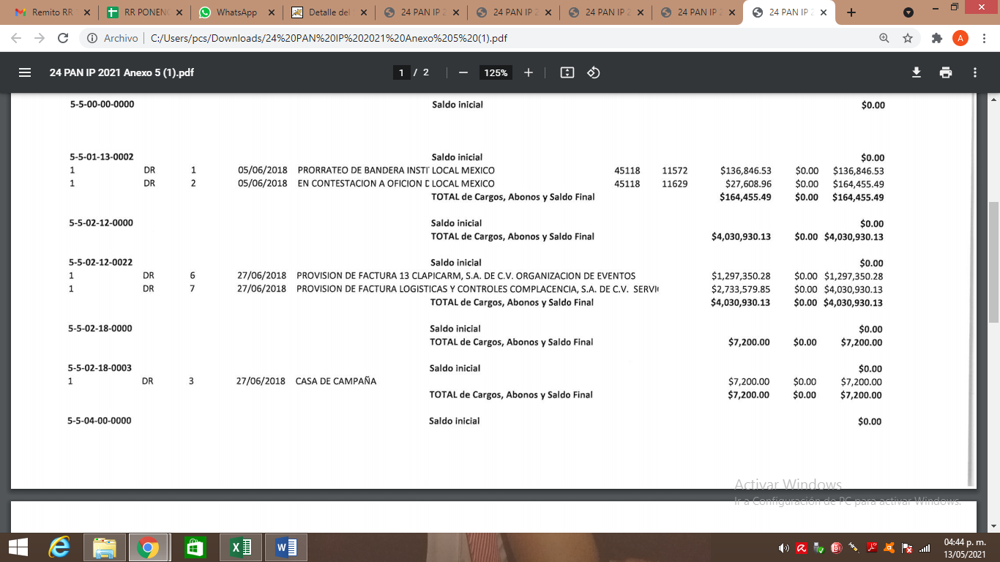 Remito RR
RR PONENC
WhatsApp
Detalle del
24 PAN IP 2
24 PAN IP 2
24 PAN IP 2
24 PAN IP 2
24 PAN IP 2
Archivo C:/Users/pcs/Downloads/24%20PAN%20IP%202021%20Anexo%205%20(1).pdf A
24 PAN IP 2021 Anexo 5 (1).pdf 1 / 2 125%
5-5-00-00-0000 Saldo inicial $0.00
5-5-01-13-0002 Saldo inicial $0.00
1 DR 1 05/06/2018 PRORRATEO DE BANDERA INSTI LOCAL MEXICO 45118 11572 $136,846.53 $0.00 $136,846.53
1 DR 2 05/06/2018 EN CONTESTACION A OFICION D LOCAL MEXICO 45118 11629 $27,608.96 $0.00 $164,455.49
TOTAL de Cargos, Abonos y Saldo Final $164,455.49 $0.00 $164,455.49
5-5-02-12-0000 Saldo inicial $0.00
TOTAL de Cargos, Abonos y Saldo Final $4,030,930.13 $0.00 $4,030,930.13
5-5-02-12-0022 Saldo inicial $0.00
1 DR 6 27/06/2018 PROVISION DE FACTURA 13 CLAPICARM, S.A. DE C.V. ORGANIZACION DE EVENTOS $1,297,350.28 $0.00 $1,297,350.28
1 DR 7 27/06/2018 PROVISION DE FACTURA LOGISTICAS Y CONTROLES COMPLACENCIA, S.A. DE C.V. SERVI $2,733,579.85 $0.00 $4,030,930.13
TOTAL de Cargos, Abonos y Saldo Final $4,030,930.13 $0.00 $4,030,930.13
5-5-02-18-0000 Saldo inicial $0.00
TOTAL de Cargos, Abonos y Saldo Final $7,200.00 $0.00 $7,200.00
5-5-02-18-0003 Saldo inicial $0.00
1 DR 3 27/06/2018 CASA DE CAMPAÑA $7,200.00 $0.00 $7,200.00
TOTAL de Cargos, Abonos y Saldo Final $7,200.00 $0.00 $7,200.00
5-5-04-00-0000 Saldo inicial $0.00
Activar Windows
Ir a Configuración de PC para activar Windows.
04:44 p. m.
13/05/2021